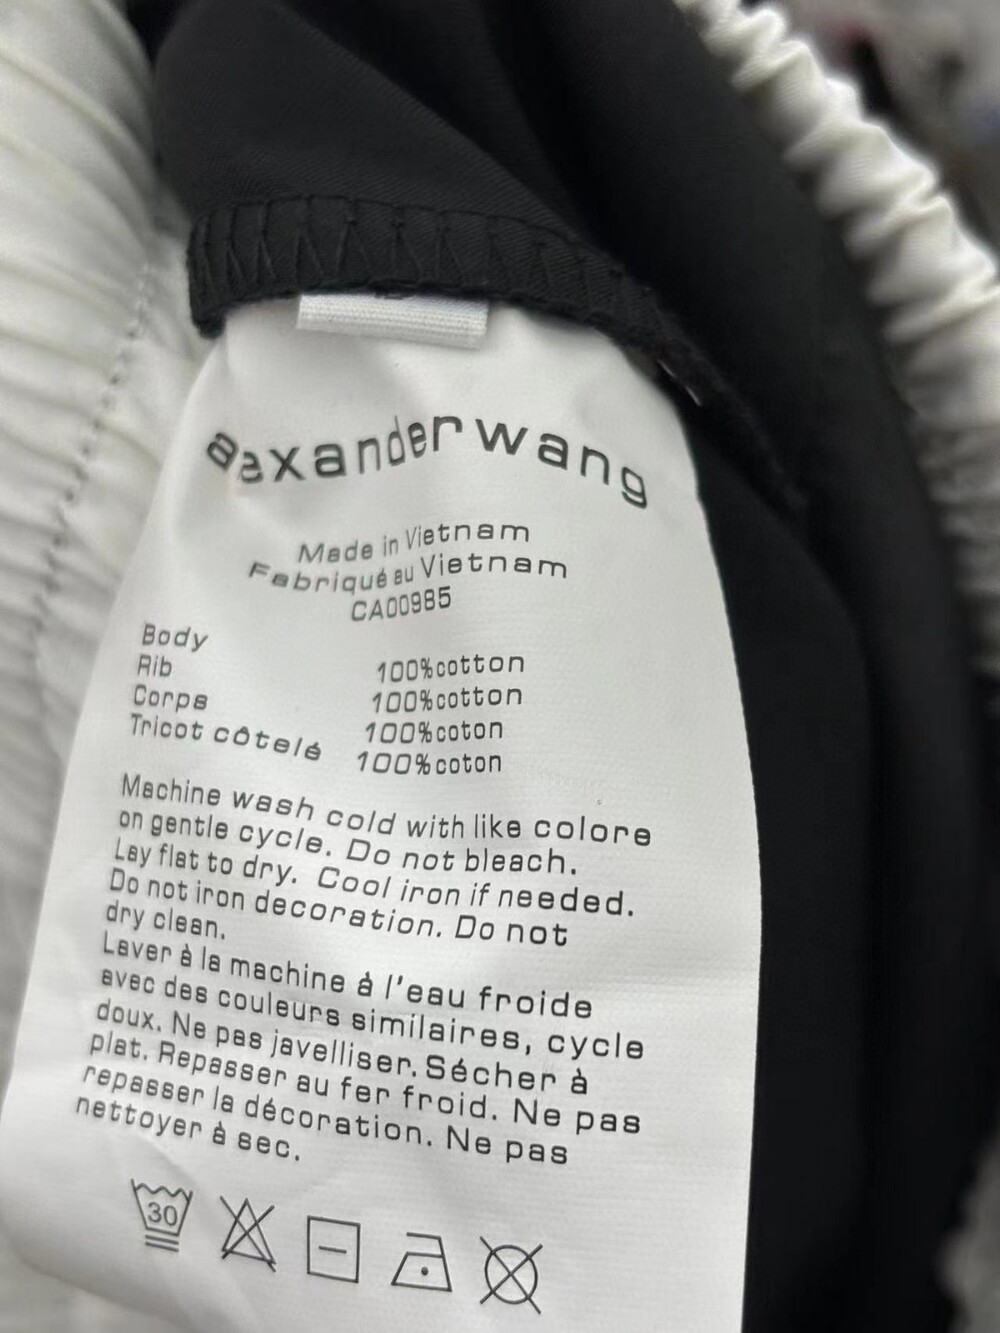 aexanderwang
Made in Vietnam
Fabriqué au Vietnam
CA00985
Body 100%cotton
Rib 100%cotton
Corps 100%coton
Tricot côtelé 100%coton
Machine wash cold with like colore
on gentle cycle. Do not bleach.
Lay flat to dry. Cool iron if needed.
Do not iron decoration. Do not
dry clean.
Laver à la machine à l'eau froide
avec des couleurs similaires, cycle
doux. Ne pas javelliser. Sécher à
plat. Repasser au fer froid. Ne pas
repasser la décoration. Ne pas
nettoyer à sec.
30